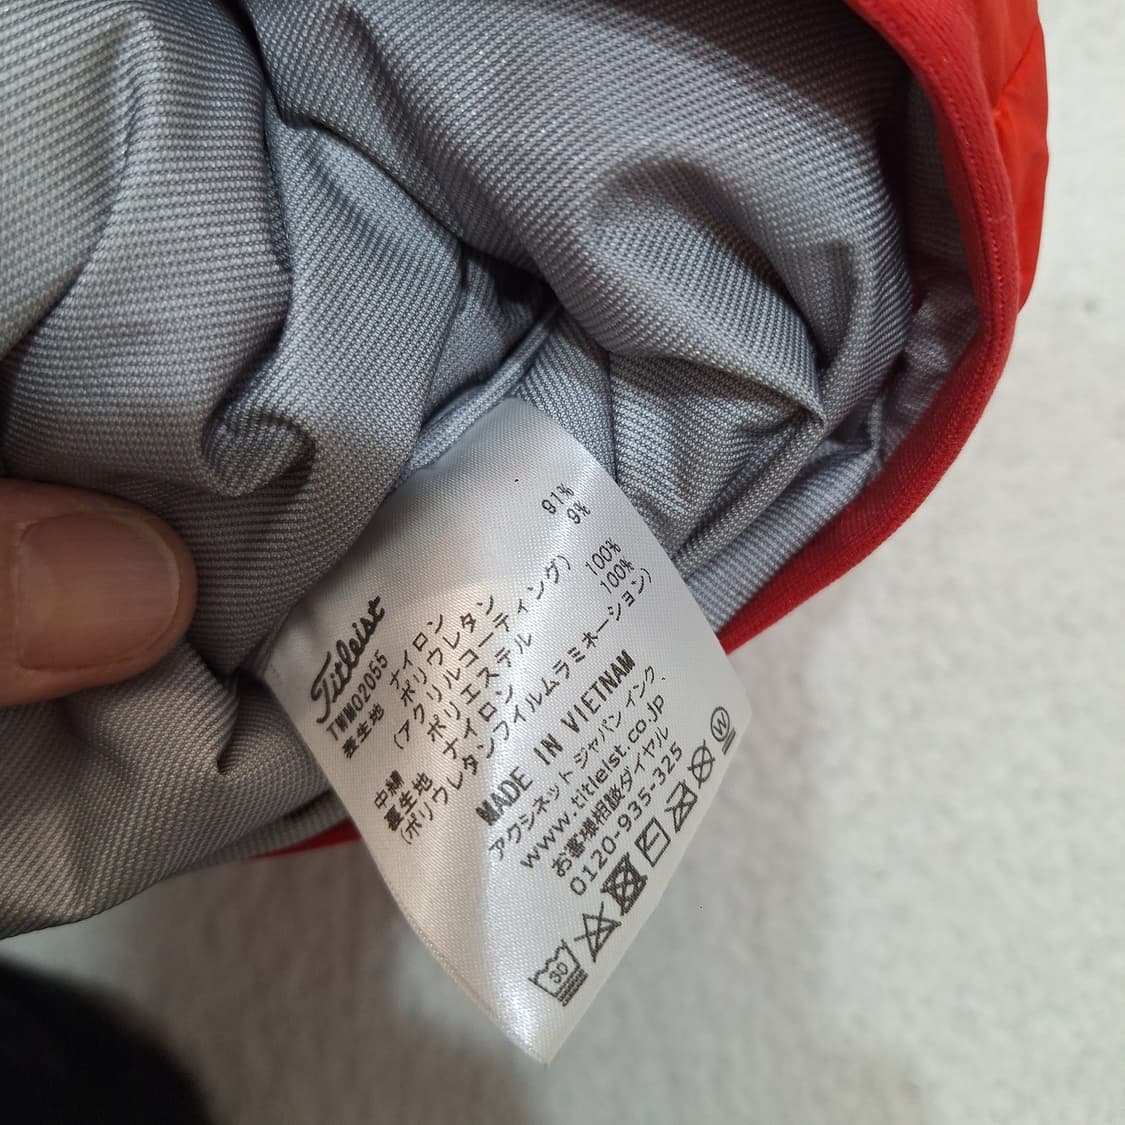 Titleist
TWMO2055
表生地 ナイロン 91%
ポリウレタン 9%
(アクリルコーティング)
中綿 ポリエステル 100%
裏生地 ナイロン 100%
(ポリウレタンフイルムラミネーション)
MADE IN VIETNAM
アクシネットジャパン インク.
www.titleist.co.jp
お客様相談ダイヤル
0120-935-325
30
W